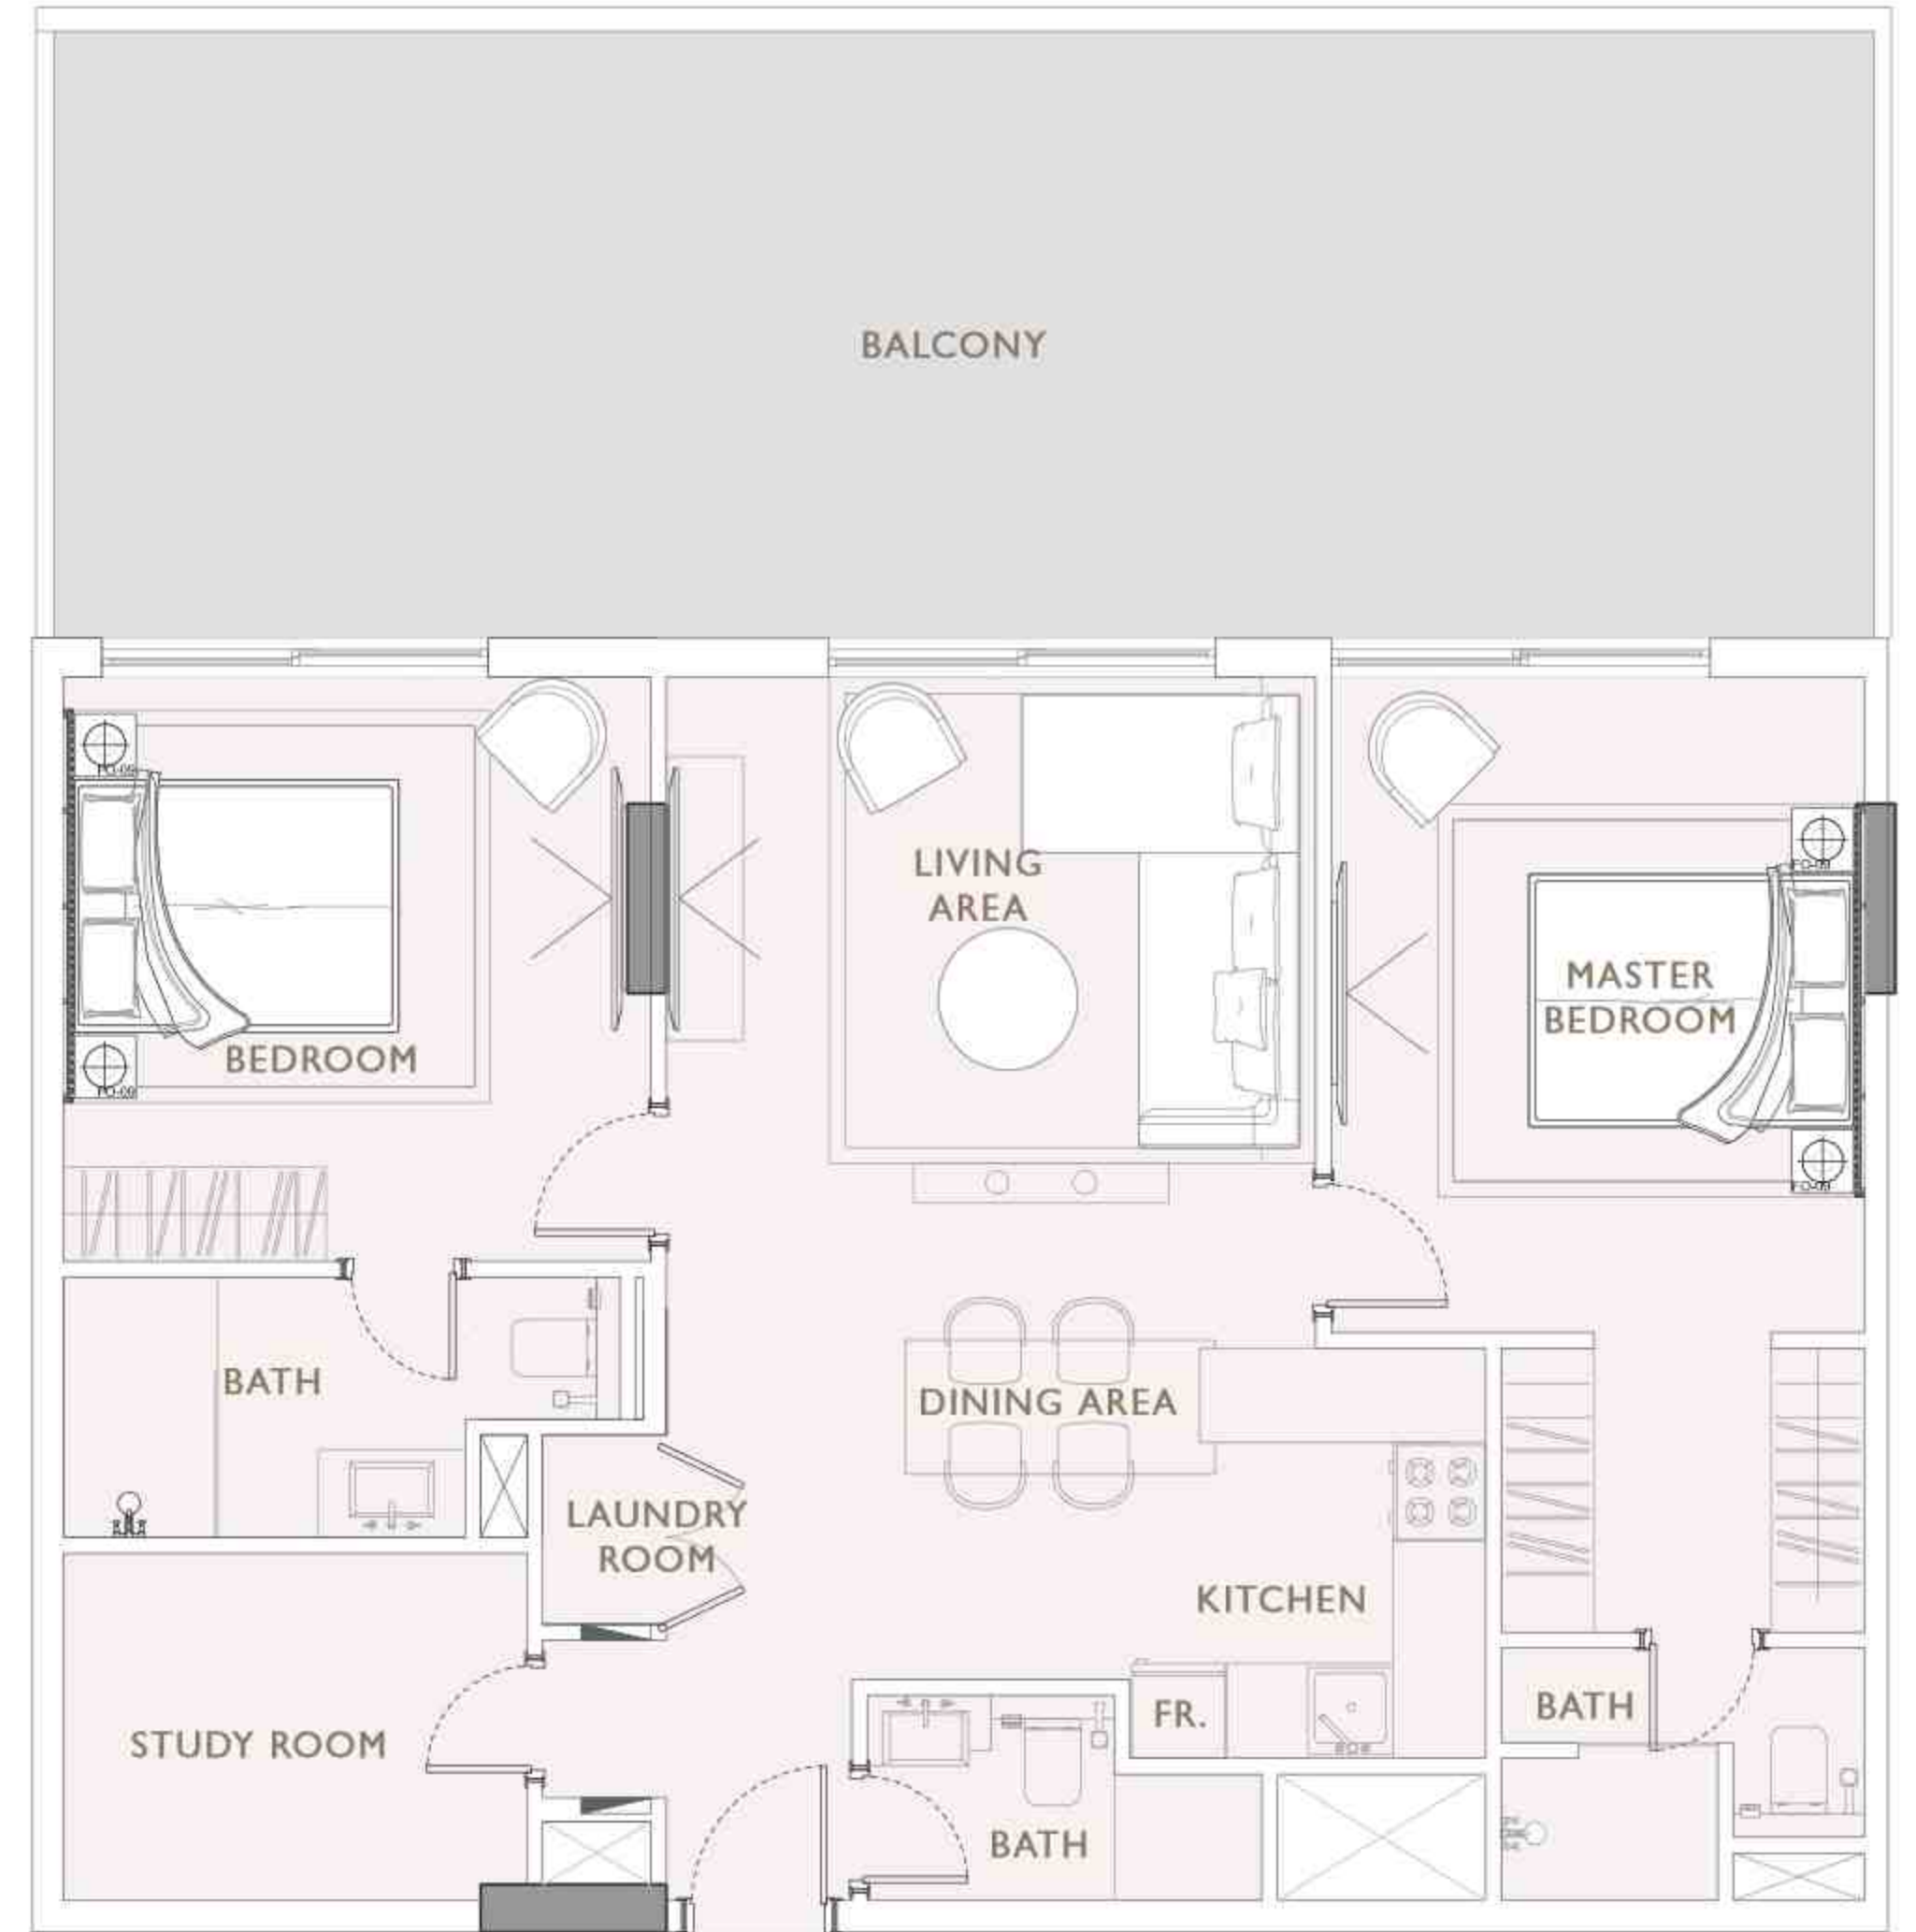 BALCONY
LIVING
AREA
MASTER
BEDROOM
BEDROOM
BATH
DINING AREA
LAUNDRY
ROOM
KITCHEN
STUDY ROOM
FR.
BATH
BATH